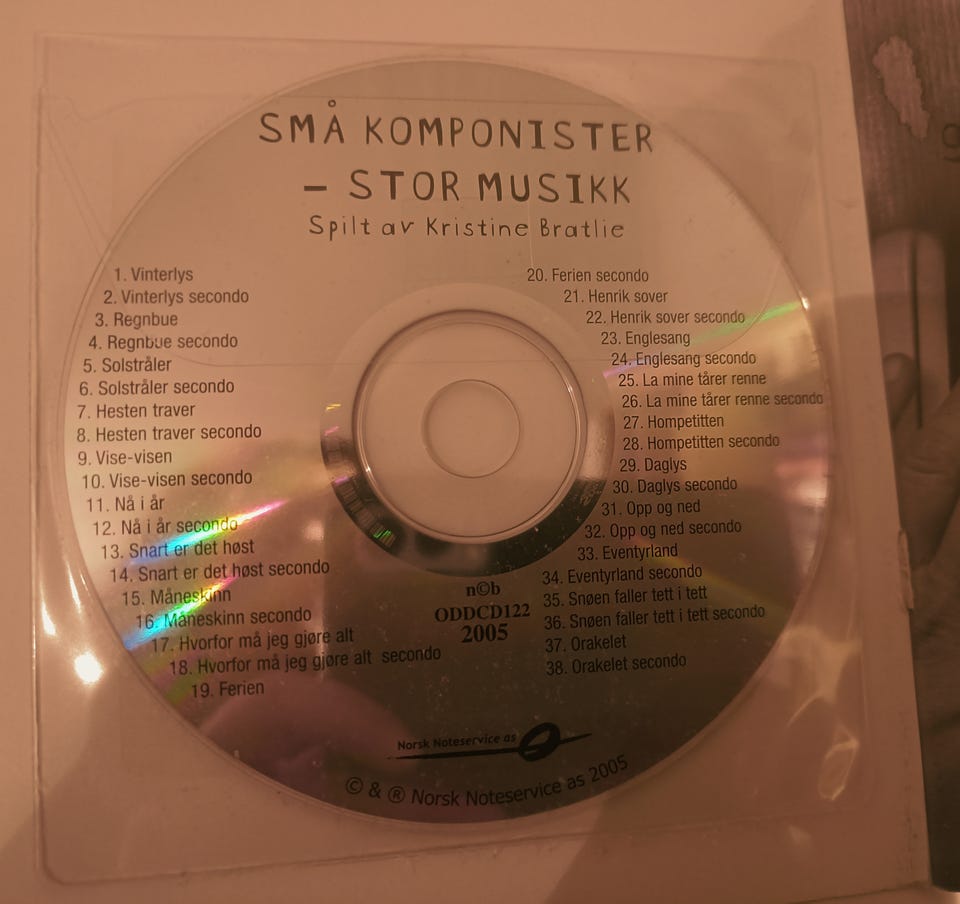 SMÅ KOMPONISTER
– STOR MUSIKK
Spilt av Kristine Bratlie
1. Vinterlys
2. Vinterlys secondo
3. Regnbue
4. Regnbue secondo
5. Solstråler
6. Solstråler secondo
7. Hesten traver
8. Hesten traver secondo
9. Vise-visen
10. Vise-visen secondo
11. Nå i år
12. Nå i år secondo
13. Snart er det høst
14. Snart er det høst secondo
15. Måneskinn
16. Måneskinn secondo
17. Hvorfor må jeg gjøre alt
18. Hvorfor må jeg gjøre alt secondo
19. Ferien
20. Ferien secondo
21. Henrik sover
22. Henrik sover secondo
23. Englesang
24. Englesang secondo
25. La mine tårer renne
26. La mine tårer renne secondo
27. Hompetitten
28. Hompetitten secondo
29. Daglys
30. Daglys secondo
31. Opp og ned
32. Opp og ned secondo
33. Eventyrland
34. Eventyrland secondo
35. Snøen faller tett i tett
36. Snøen faller tett i tett secondo
37. Orakelet
38. Orakelet secondo
n©b
ODDCD122
2005
Norsk Noteservice as
© & ® Norsk Noteservice as 2005